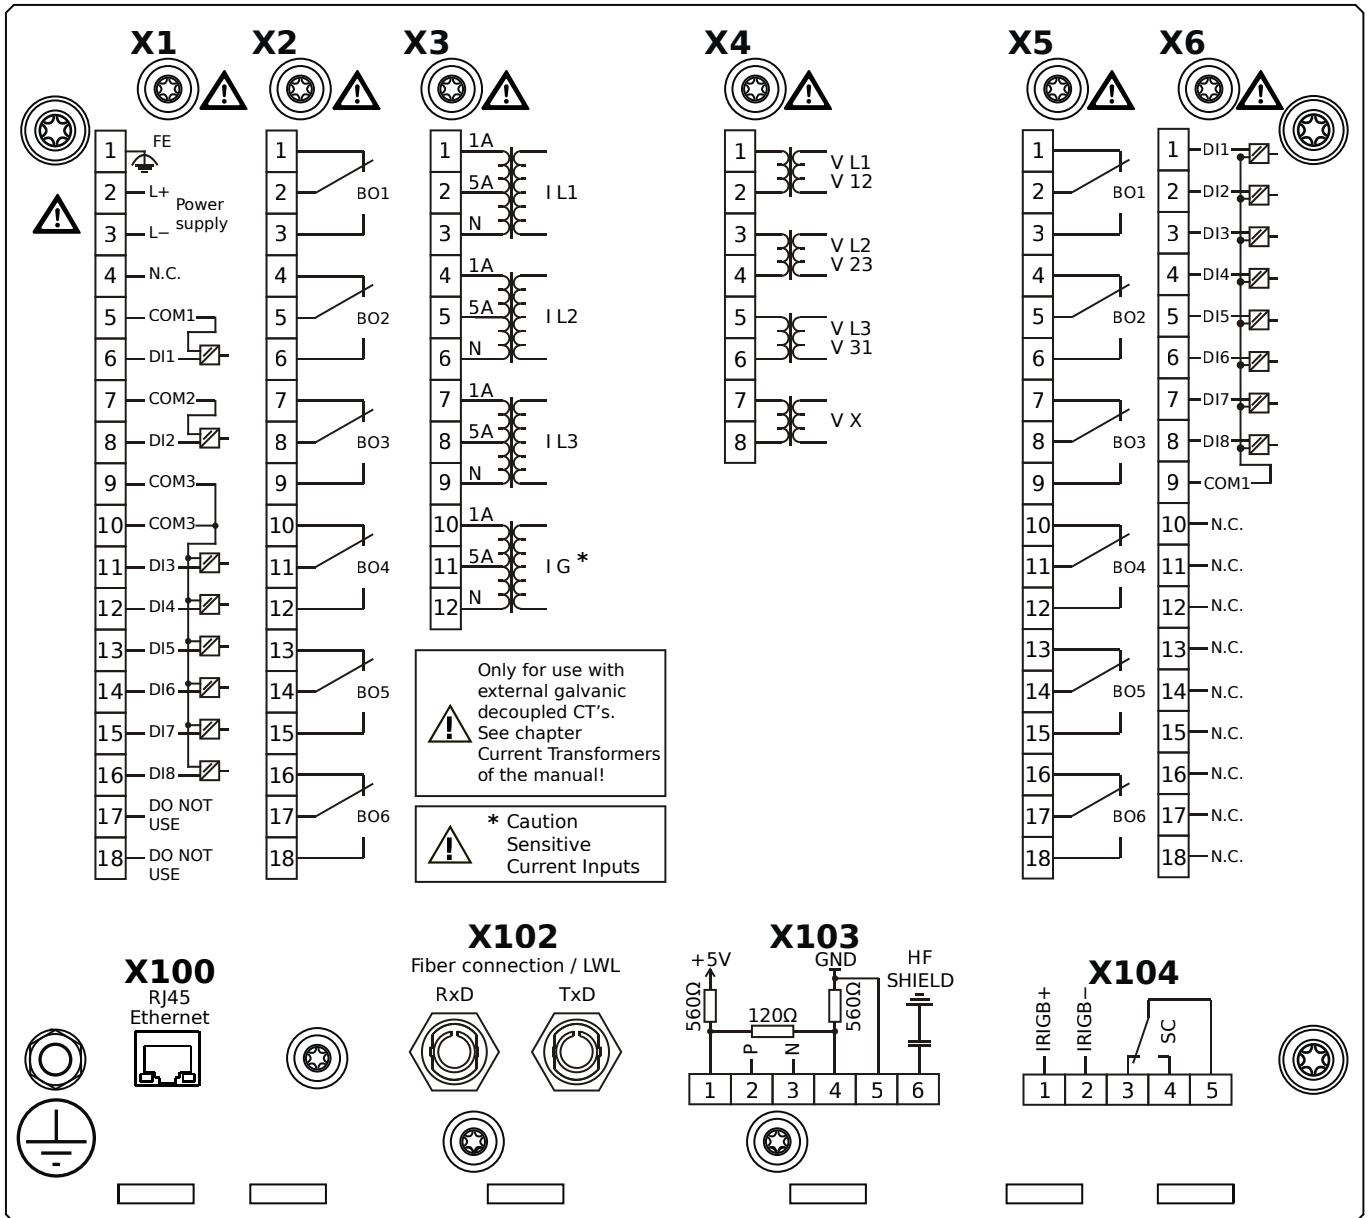 X1
X2
X3
X4
X5
X6
1 FE
2 L+
Power
supply
3 L−
4 N.C.
5 COM1
6 DI1
7 COM2
8 DI2
9 COM3
10 COM3
11 DI3
12 DI4
13 DI5
14 DI6
15 DI7
16 DI8
17 DO NOT
USE
18 DO NOT
USE
1
2 BO1
3
4
5 BO2
6
7
8 BO3
9
10
11 BO4
12
13
14 BO5
15
16
17 BO6
18
1 1A
2 5A I L1
3 N
4 1A
5 5A I L2
6 N
7 1A
8 5A I L3
9 N
10 1A
11 5A I G *
12 N
Only for use with
external galvanic
decoupled CT's.
See chapter
Current Transformers
of the manual!
* Caution
Sensitive
Current Inputs
1 V L1
2 V 12
3 V L2
4 V 23
5 V L3
6 V 31
7 V X
8
1
2 BO1
3
4
5 BO2
6
7
8 BO3
9
10
11 BO4
12
13
14 BO5
15
16
17 BO6
18
1 DI1
2 DI2
3 DI3
4 DI4
5 DI5
6 DI6
7 DI7
8 DI8
9 COM1
10 N.C.
11 N.C.
12 N.C.
13 N.C.
14 N.C.
15 N.C.
16 N.C.
17 N.C.
18 N.C.
X100
RJ45
Ethernet
X102
Fiber connection / LWL
RxD TxD
X103
+5V GND HF
SHIELD
560Ω 120Ω 560Ω
P N
1 2 3 4 5 6
X104
IRIGB+ IRIGB− SC
1 2 3 4 5